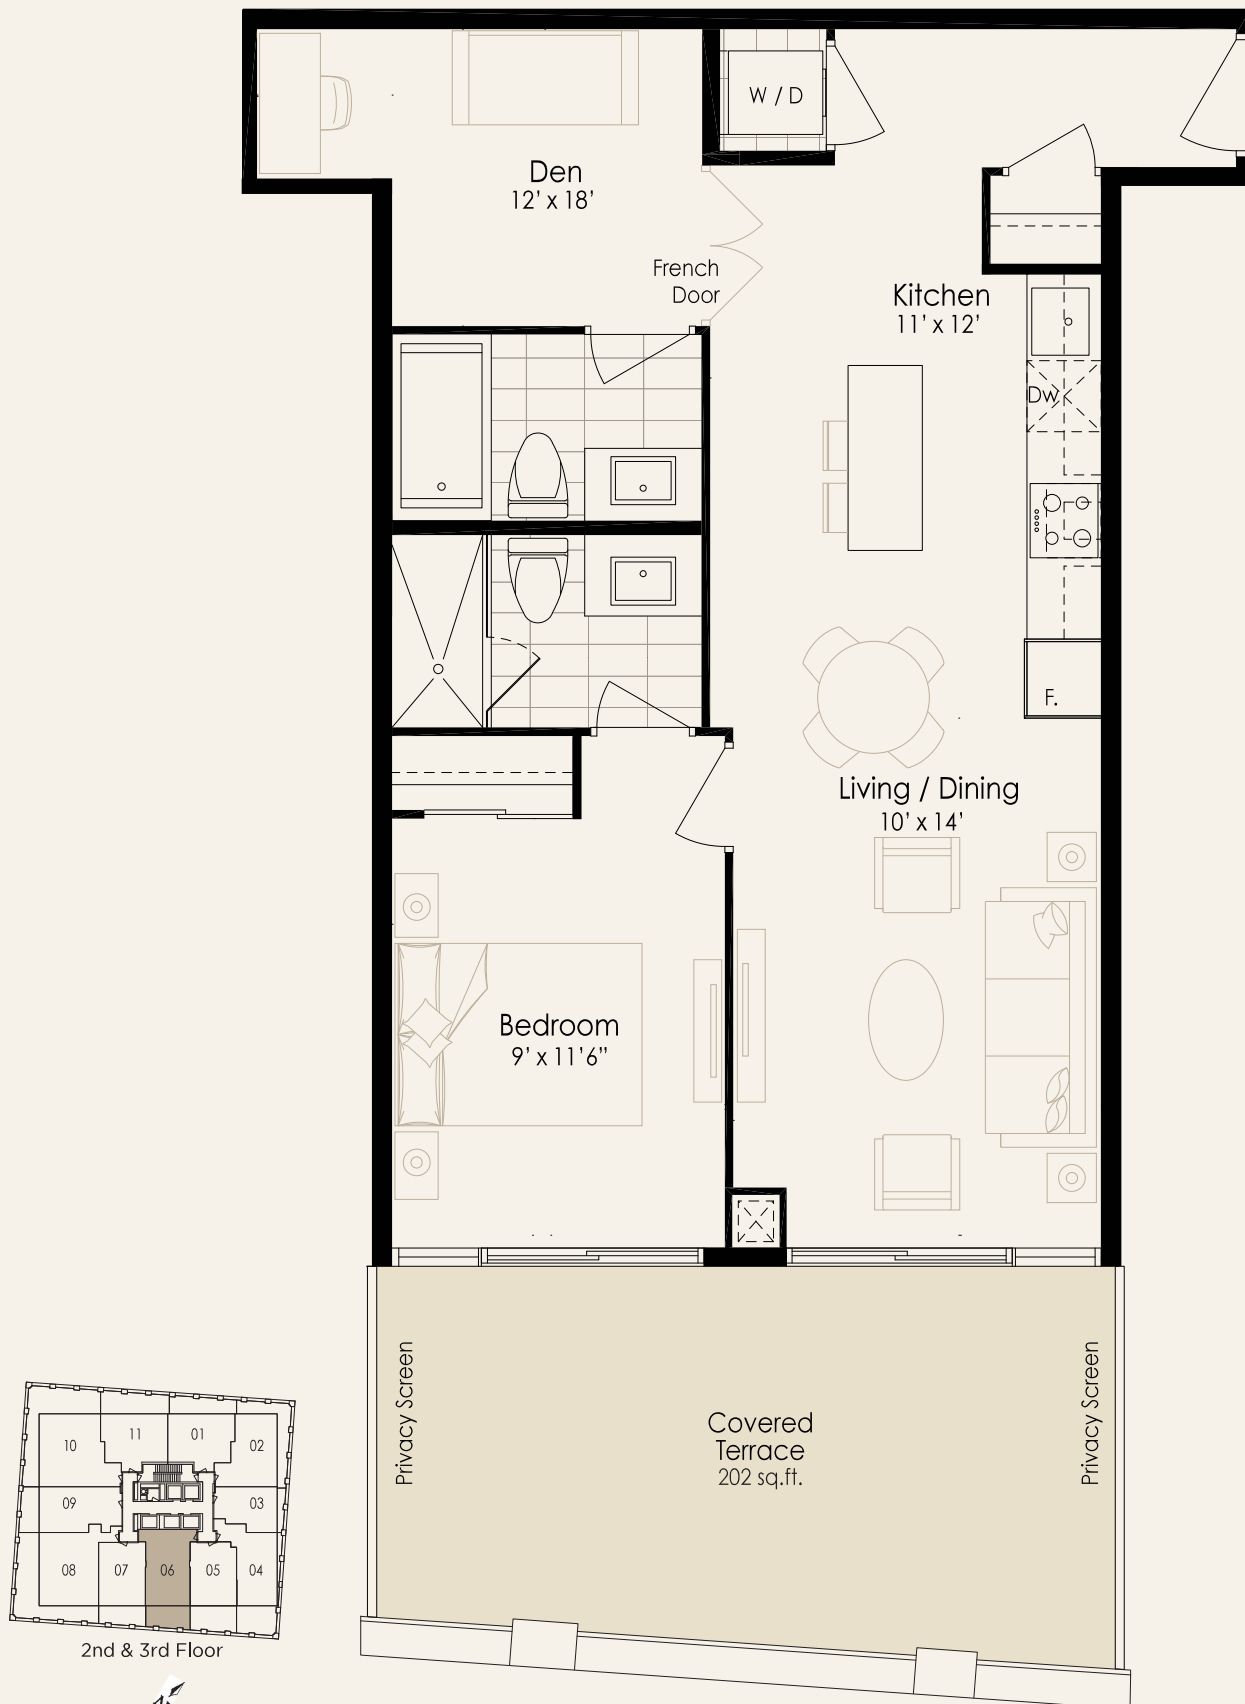 W / D
Den
12’ x 18’
French
Door
Kitchen
11’ x 12’
Dw
F.
Living / Dining
10’ x 14’
Bedroom
9’ x 11’6”
Privacy Screen
Covered
Terrace
202 sq.ft.
Privacy Screen
10
11
01
02
09
03
08
07
06
05
04
2nd & 3rd Floor